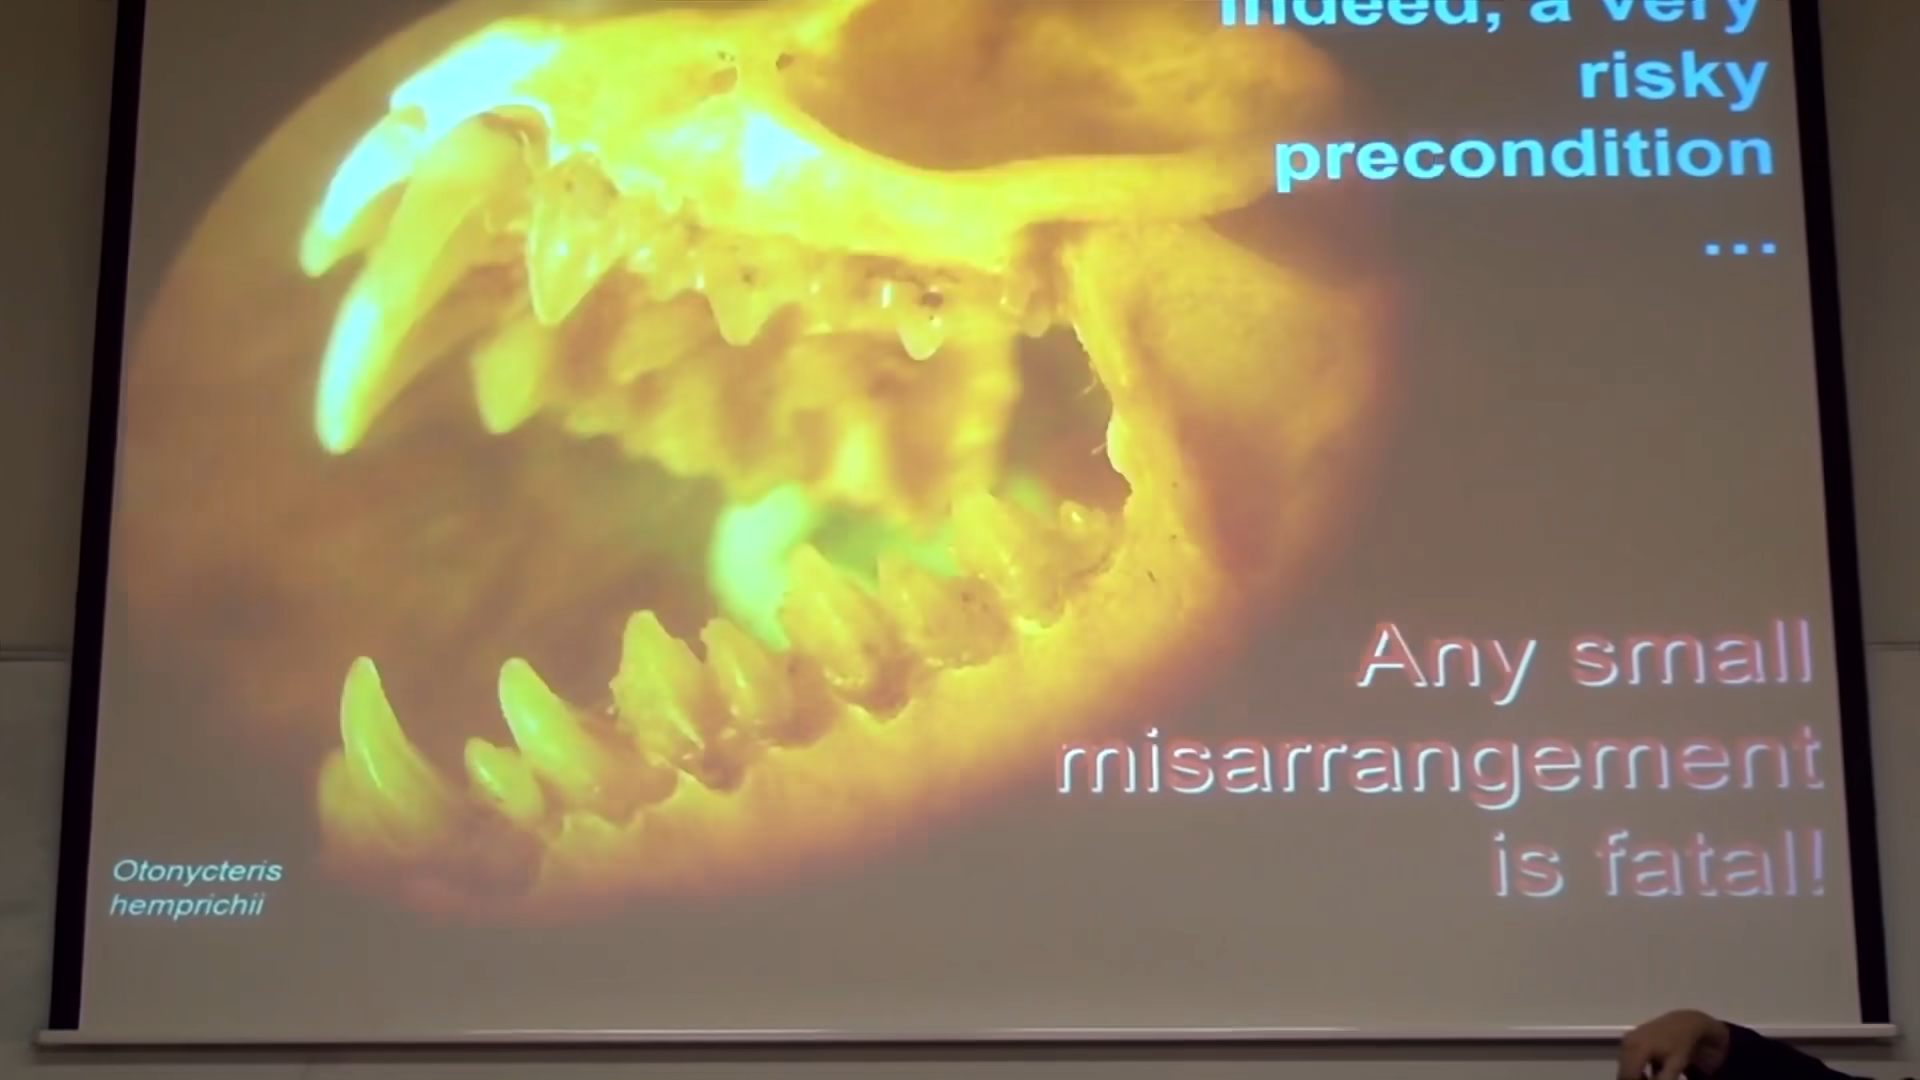 Indeed, a very
risky
precondition
...
Any small
misarrangement
is fatal!
Otonycteris
hemprichii